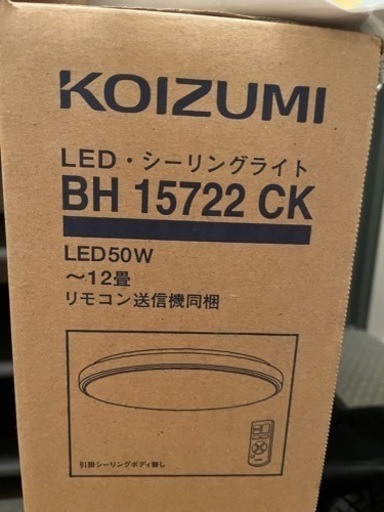 KOIZUMI
LED・シーリングライト
BH 15722 CK
LED50W
～12畳
リモコン送信機同梱
引掛シーリングボディ無し